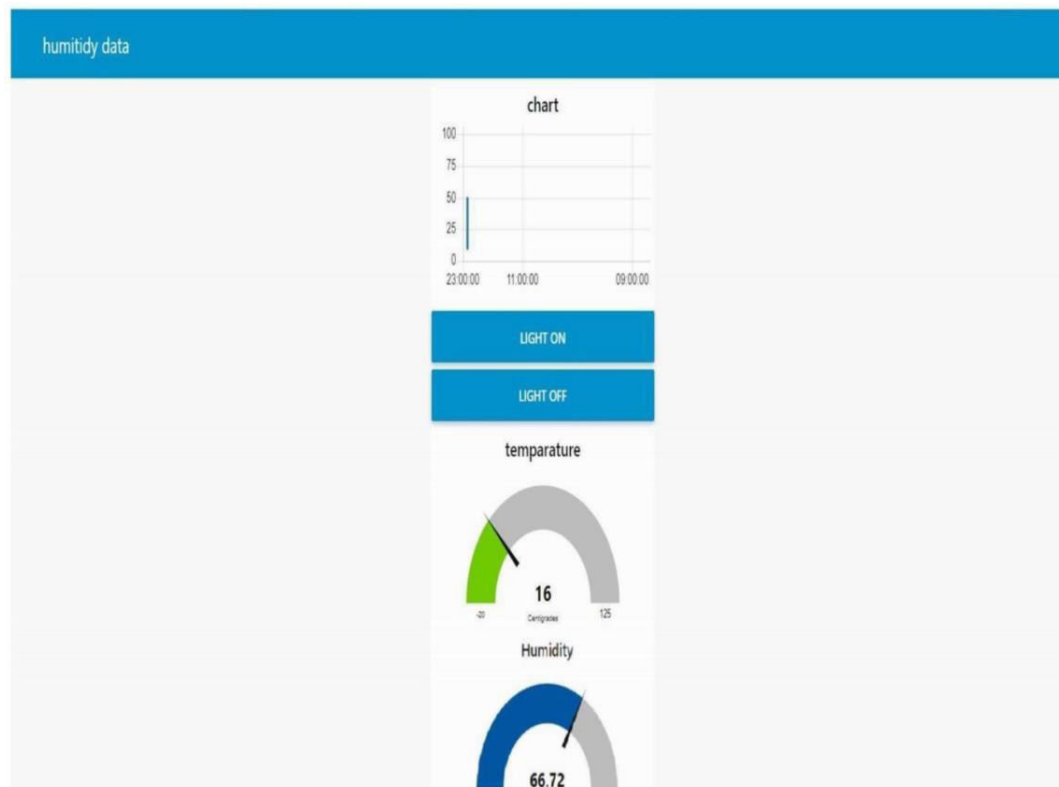 humitidy data
chart
100
75
50
25
0
23:00:00 11:00:00 09:00:00
LIGHT ON
LIGHT OFF
temparature
16
-20 Centigrades 125
Humidity
66.72